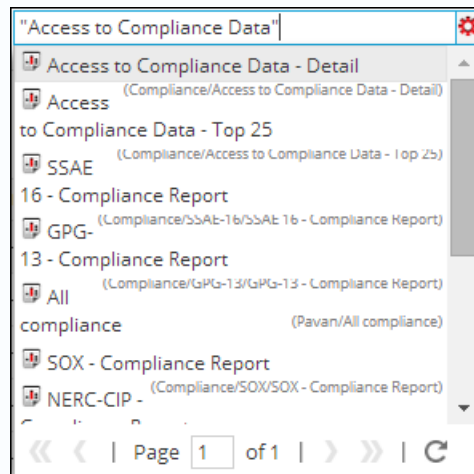 "Access to Compliance Data"
Access to Compliance Data - Detail
(Compliance/Access to Compliance Data - Detail)
Access
to Compliance Data - Top 25
(Compliance/Access to Compliance Data - Top 25)
SSAE
16 - Compliance Report
(Compliance/SSAE-16/SSAE 16 - Compliance Report)
GPG-
13 - Compliance Report
(Compliance/GPG-13/GPG-13 - Compliance Report)
All
compliance
(Pavan/All compliance)
SOX - Compliance Report
(Compliance/SOX/SOX - Compliance Report)
NERC-CIP -
Compliance Report
Page 1 of 1